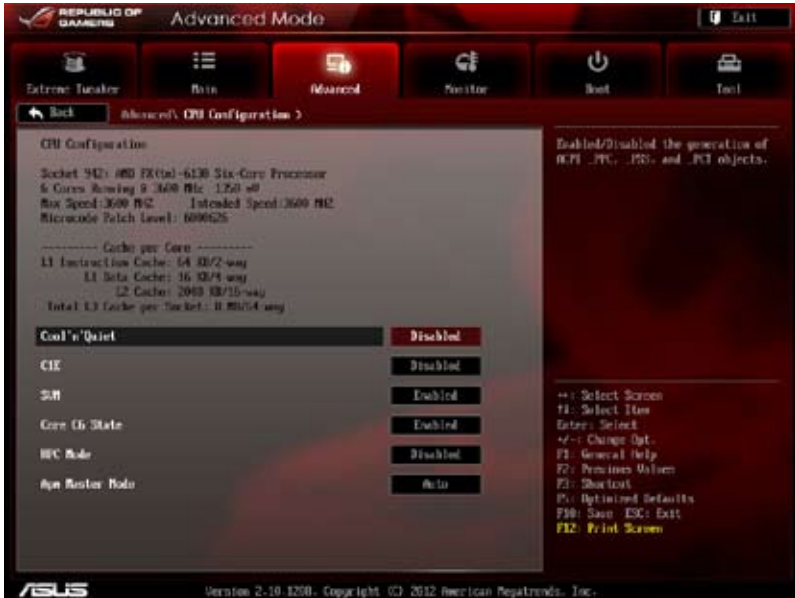 REPUBLIC OF GAMERS
Advanced Mode
Exit
Extreme Tweaker
Main
Advanced
Monitor
Boot
Tool
Back
Advanced\ CPU Configuration >
CPU Configuration
Socket 942: AMD FX(tm)-6130 Six-Core Processor
6 Cores Running @ 3600 MHz 1350 mV
Max Speed:3600 MHZ Intended Speed:3600 MHZ
Microcode Patch Level: 6000626
--------- Cache per Core ---------
L1 Instruction Cache: 64 KB/2-way
L1 Data Cache: 16 KB/4-way
L2 Cache: 2048 KB/16-way
Total L3 Cache per Socket: 8 MB/64-way
Cool'n'Quiet
Disabled
C1E
Disabled
SVM
Enabled
Core C6 State
Enabled
HPC Mode
Disabled
Apm Master Mode
Auto
Enabled/Disabled the generation of
ACPI _PPC, _PSS, and _PCT objects.
→←: Select Screen
↑↓: Select Item
Enter: Select
+/-: Change Opt.
F1: General Help
F2: Previous Values
F3: Shortcut
F5: Optimized Defaults
F10: Save ESC: Exit
F12: Print Screen
ASUS
Version 2.10.1208. Copyright (C) 2012 American Megatrends, Inc.